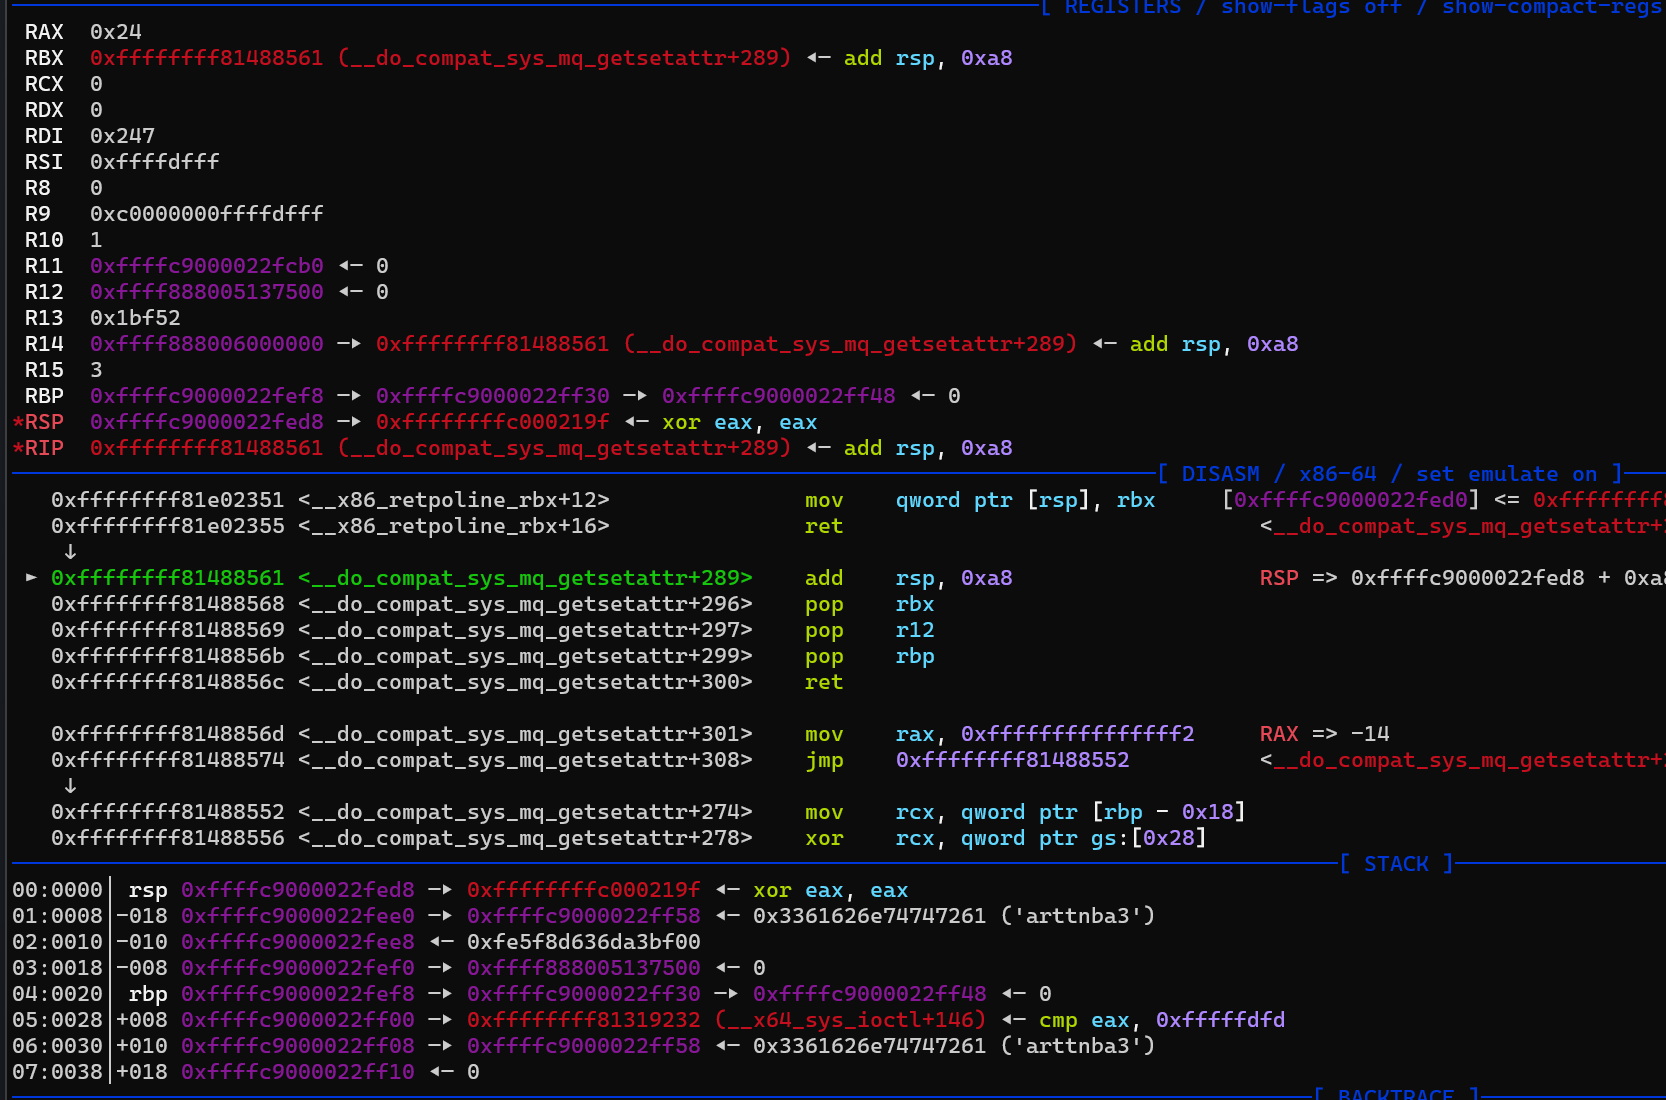 [ REGISTERS / show-flags off / show-compact-regs
RAX  0x24
RBX  0xffffffff81488561 (__do_compat_sys_mq_getsetattr+289) ◂— add rsp, 0xa8
RCX  0
RDX  0
RDI  0x247
RSI  0xffffdfff
R8   0
R9   0xc0000000ffffdfff
R10  1
R11  0xffffc9000022fcb0 ◂— 0
R12  0xffff888005137500 ◂— 0
R13  0x1bf52
R14  0xffff888006000000 —▸ 0xffffffff81488561 (__do_compat_sys_mq_getsetattr+289) ◂— add rsp, 0xa8
R15  3
RBP  0xffffc9000022fef8 —▸ 0xffffc9000022ff30 —▸ 0xffffc9000022ff48 ◂— 0
*RSP  0xffffc9000022fed8 —▸ 0xffffffffc000219f ◂— xor eax, eax
*RIP  0xffffffff81488561 (__do_compat_sys_mq_getsetattr+289) ◂— add rsp, 0xa8
[ DISASM / x86-64 / set emulate on ]
0xffffffff81e02351 <__x86_retpoline_rbx+12> mov qword ptr [rsp], rbx [0xffffc9000022fed0] <= 0xffffffff8
0xffffffff81e02355 <__x86_retpoline_rbx+16> ret <__do_compat_sys_mq_getsetattr+
↓
► 0xffffffff81488561 <__do_compat_sys_mq_getsetattr+289> add rsp, 0xa8 RSP => 0xffffc9000022fed8 + 0xa8
0xffffffff81488568 <__do_compat_sys_mq_getsetattr+296> pop rbx
0xffffffff81488569 <__do_compat_sys_mq_getsetattr+297> pop r12
0xffffffff8148856b <__do_compat_sys_mq_getsetattr+299> pop rbp
0xffffffff8148856c <__do_compat_sys_mq_getsetattr+300> ret
0xffffffff8148856d <__do_compat_sys_mq_getsetattr+301> mov rax, 0xfffffffffffffff2 RAX => -14
0xffffffff81488574 <__do_compat_sys_mq_getsetattr+308> jmp 0xffffffff81488552 <__do_compat_sys_mq_getsetattr+
↓
0xffffffff81488552 <__do_compat_sys_mq_getsetattr+274> mov rcx, qword ptr [rbp - 0x18]
0xffffffff81488556 <__do_compat_sys_mq_getsetattr+278> xor rcx, qword ptr gs:[0x28]
[ STACK ]
00:0000│ rsp 0xffffc9000022fed8 —▸ 0xffffffffc000219f ◂— xor eax, eax
01:0008│-018 0xffffc9000022fee0 —▸ 0xffffc9000022ff58 ◂— 0x3361626e74747261 ('arttnba3')
02:0010│-010 0xffffc9000022fee8 ◂— 0xfe5f8d636da3bf00
03:0018│-008 0xffffc9000022fef0 —▸ 0xffff888005137500 ◂— 0
04:0020│ rbp 0xffffc9000022fef8 —▸ 0xffffc9000022ff30 —▸ 0xffffc9000022ff48 ◂— 0
05:0028│+008 0xffffc9000022ff00 —▸ 0xffffffff81319232 (__x64_sys_ioctl+146) ◂— cmp eax, 0xfffffdfd
06:0030│+010 0xffffc9000022ff08 —▸ 0xffffc9000022ff58 ◂— 0x3361626e74747261 ('arttnba3')
07:0038│+018 0xffffc9000022ff10 ◂— 0
[ BACKTRACE ]